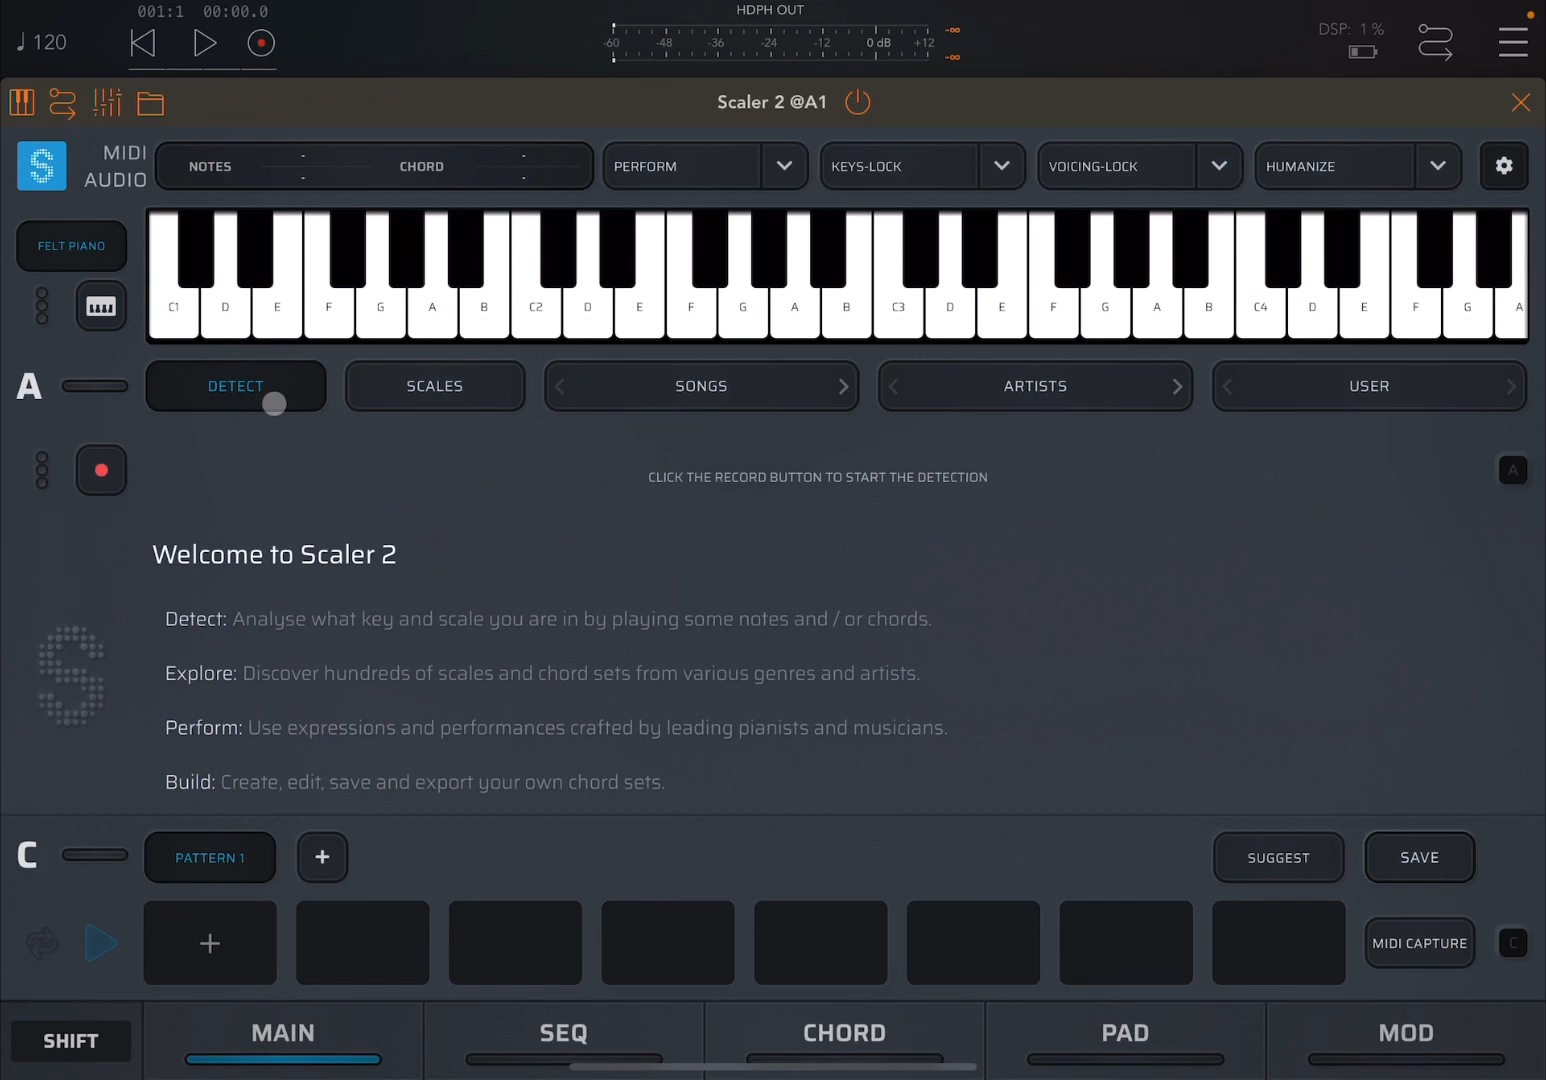 HDPH OUT
001:1 00:00.0
♩ 120
-60 -48 -36 -24 -12 0 dB +12
-∞
-∞
DSP: 1 %
Scaler 2 @A1
S
MIDI
AUDIO
NOTES - - CHORD - -
PERFORM
KEYS-LOCK
VOICING-LOCK
HUMANIZE
FELT PIANO
C1 D E F G A B C2 D E F G A B C3 D E F G A B C4 D E F G A
A
DETECT
SCALES
< SONGS >
< ARTISTS >
< USER >
CLICK THE RECORD BUTTON TO START THE DETECTION
A
Welcome to Scaler 2
Detect: Analyse what key and scale you are in by playing some notes and / or chords.
Explore: Discover hundreds of scales and chord sets from various genres and artists.
S
Perform: Use expressions and performances crafted by leading pianists and musicians.
Build: Create, edit, save and export your own chord sets.
C
PATTERN 1
+
SUGGEST
SAVE
+
MIDI CAPTURE
C
SHIFT
MAIN
SEQ
CHORD
PAD
MOD